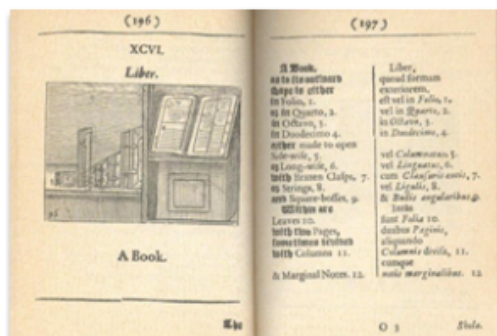 (196)
XCVI.
Liber.
A Book.
The
(197)
A Book,
as to its outward
shape is either
in Folio, 1.
or in Quarto, 2.
in Octavo, 3.
in Duodecimo 4.
either made to open
Side-wise, 5.
or Long-wise, 6.
with Brazen Clasps, 7.
or Strings, 8.
and Square-bosses, 9.
Within are
Leaves 10.
with two Pages,
sometimes devided
with Columns 11.
& Marginal Notes. 12.
Liber,
quoad formam
exteriorem,
est vel in Folio, 1,
vel in Quarto, 2.
in Octavo, 3.
in Duodecimo, 4.
vel Columnatus 5.
vel Linguatus, 6.
cum Clausuris
vel Ligulis, 8.
& Bullis angularibus 9.
Intus
sunt Folia 10.
duabus Paginis,
aliquando
Columnis divisa, 11.
cumque
notis marginalibus. 12
O 3